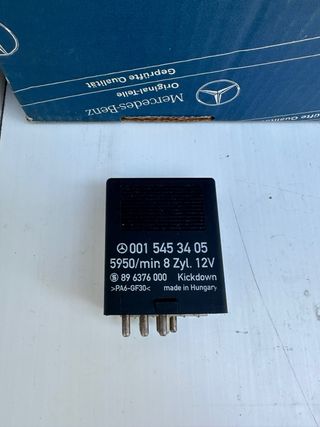 Mercedes-Benz
Original-Teile
Geprüfte Qualität
001 545 34 05
5950/min 8 Zyl. 12V
89 6376 000 Kickdown
>PA6-GF30< made in Hungary